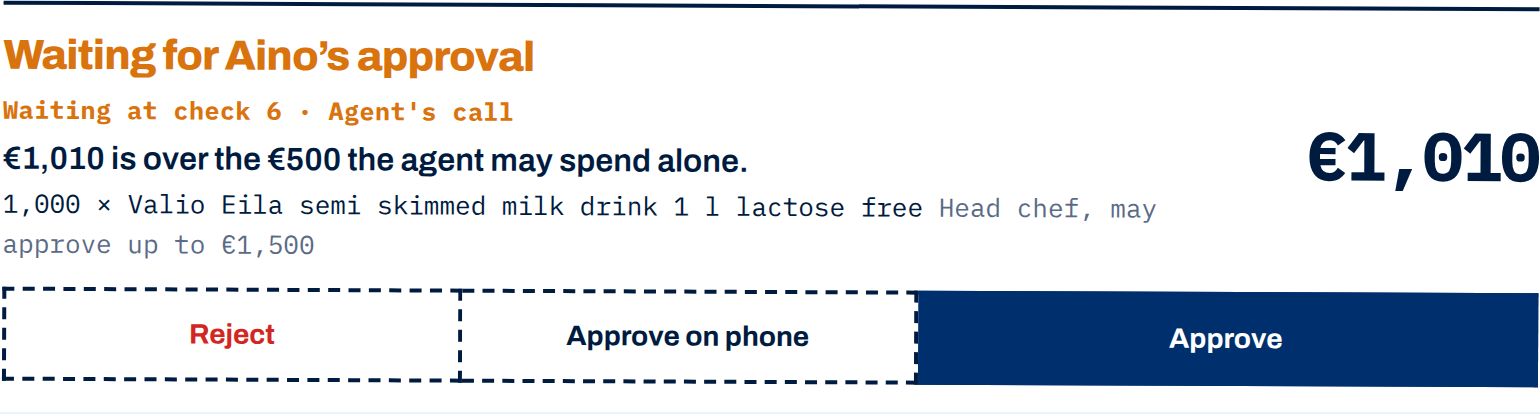 Waiting for Aino’s approval
Waiting at check 6 · Agent's call
€1,010 is over the €500 the agent may spend alone.
€1,010
1,000 × Valio Eila semi skimmed milk drink 1 l lactose free Head chef, may
approve up to €1,500
Reject
Approve on phone
Approve